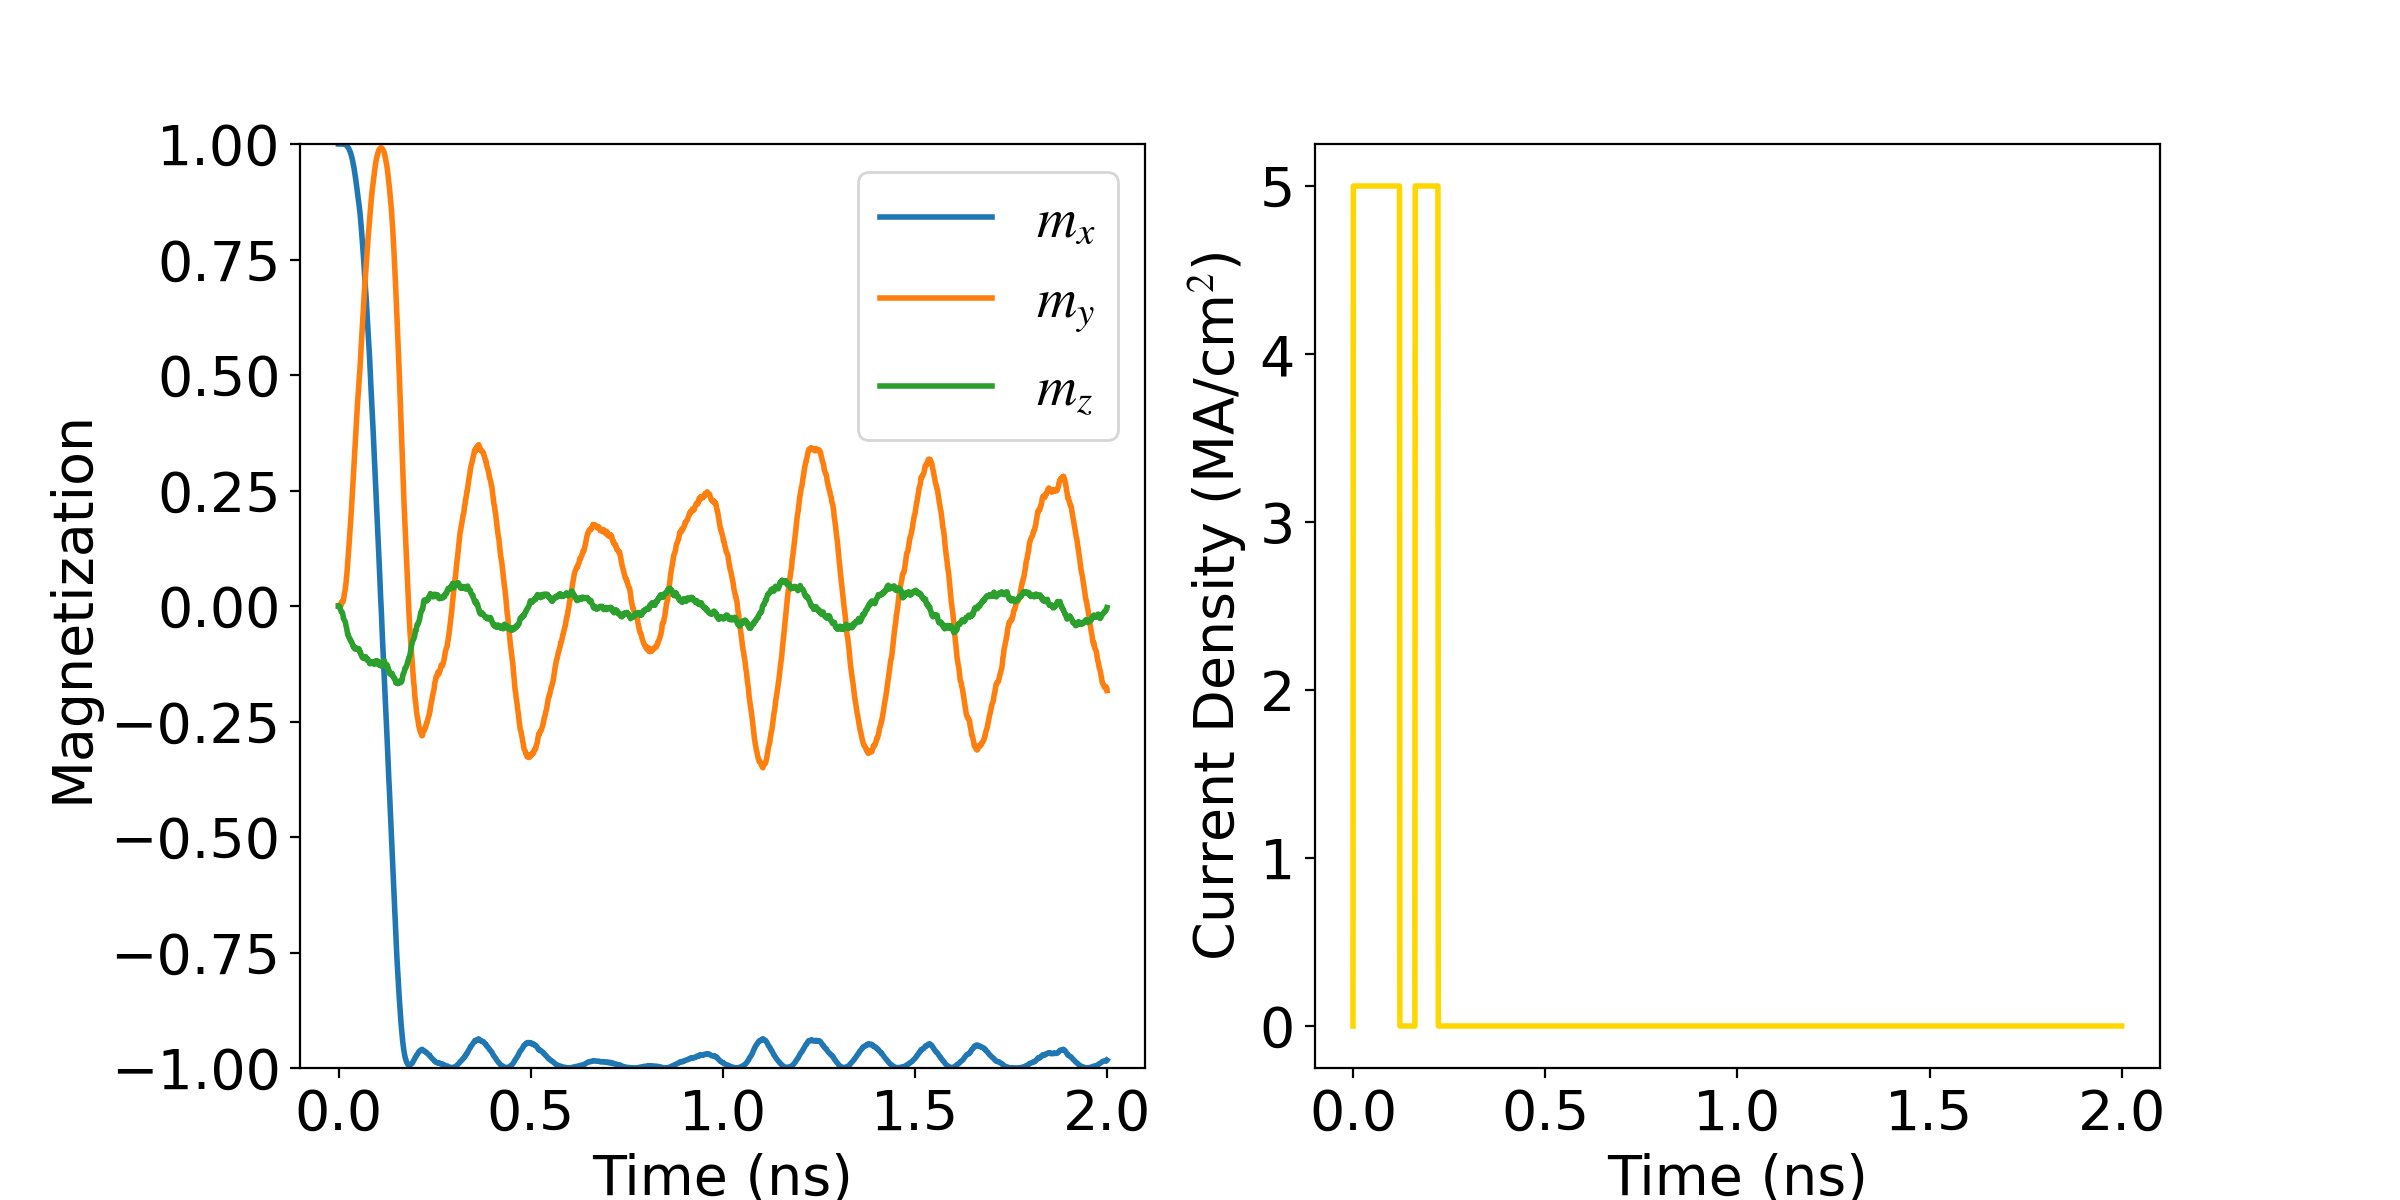 Magnetization
1.00
0.75
0.50
0.25
0.00
−0.25
−0.50
−0.75
−1.00
0.0 0.5 1.0 1.5 2.0
Time (ns)
m_x
m_y
m_z
Current Density (MA/cm²)
5
4
3
2
1
0
0.0 0.5 1.0 1.5 2.0
Time (ns)